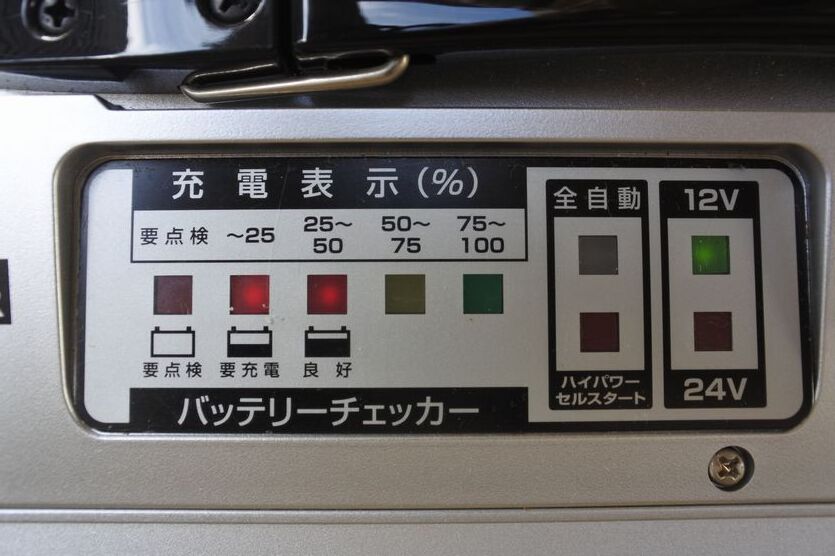 充電表示(%)
要点検 ~25 25~50 50~75 75~100
要点検 要充電 良好
バッテリーチェッカー
全自動
ハイパワー
セルスタート
12V
24V